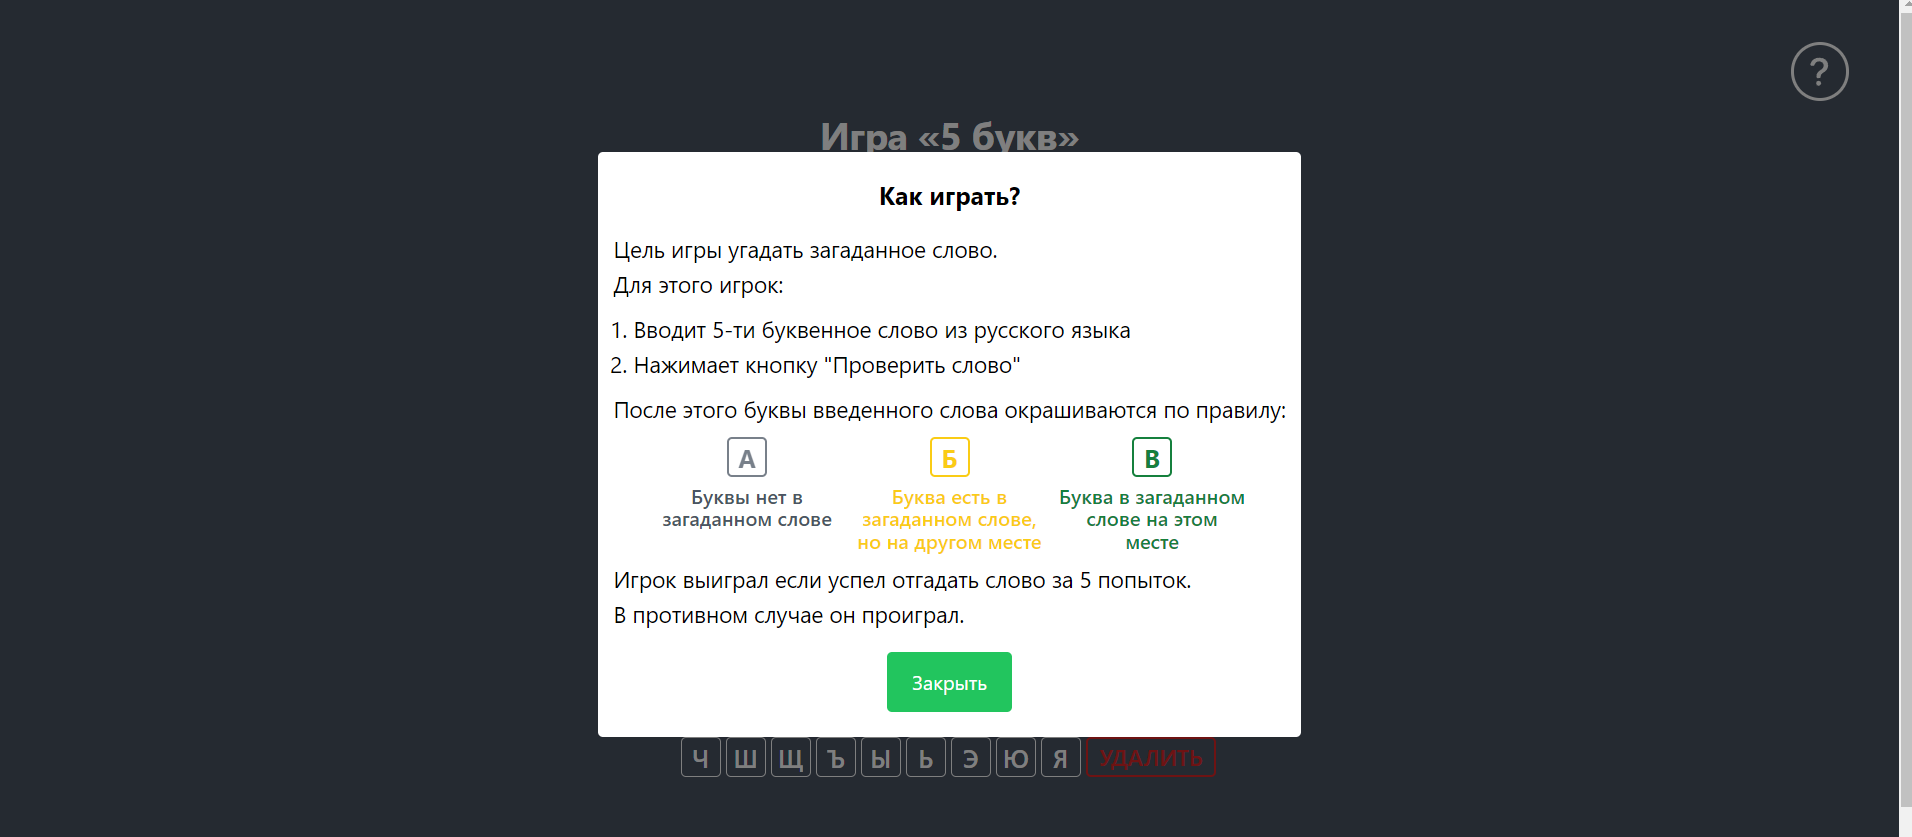 ?
Игра «5 букв»
Как играть?
Цель игры угадать загаданное слово.
Для этого игрок:
1. Вводит 5-ти буквенное слово из русского языка
2. Нажимает кнопку "Проверить слово"
После этого буквы введенного слова окрашиваются по правилу:
А Б В
Буквы нет в
загаданном слове
Буква есть в
загаданном слове,
но на другом месте
Буква в загаданном
слове на этом
месте
Игрок выиграл если успел отгадать слово за 5 попыток.
В противном случае он проиграл.
Закрыть
Ч Ш Щ Ъ Ы Ь Э Ю Я УДАЛИТЬ